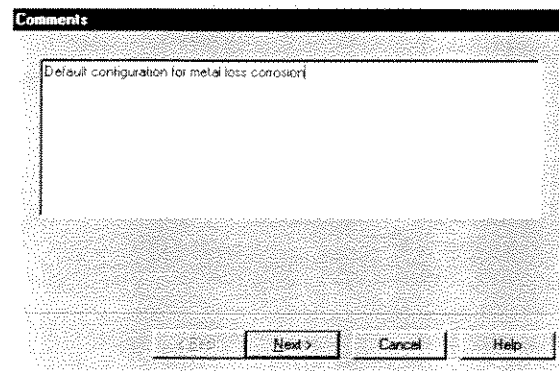 Comments
Default configuration for metal loss corrosion
Next >
Cancel
Help